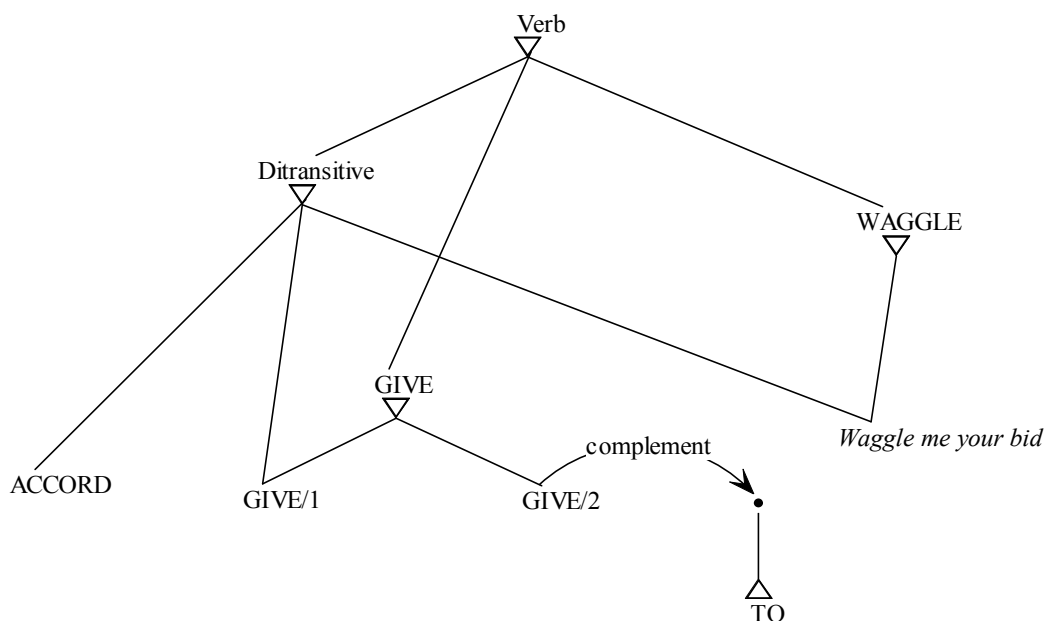 Verb
Ditransitive
WAGGLE
GIVE
complement
Waggle me your bid
ACCORD
GIVE/1
GIVE/2
TO